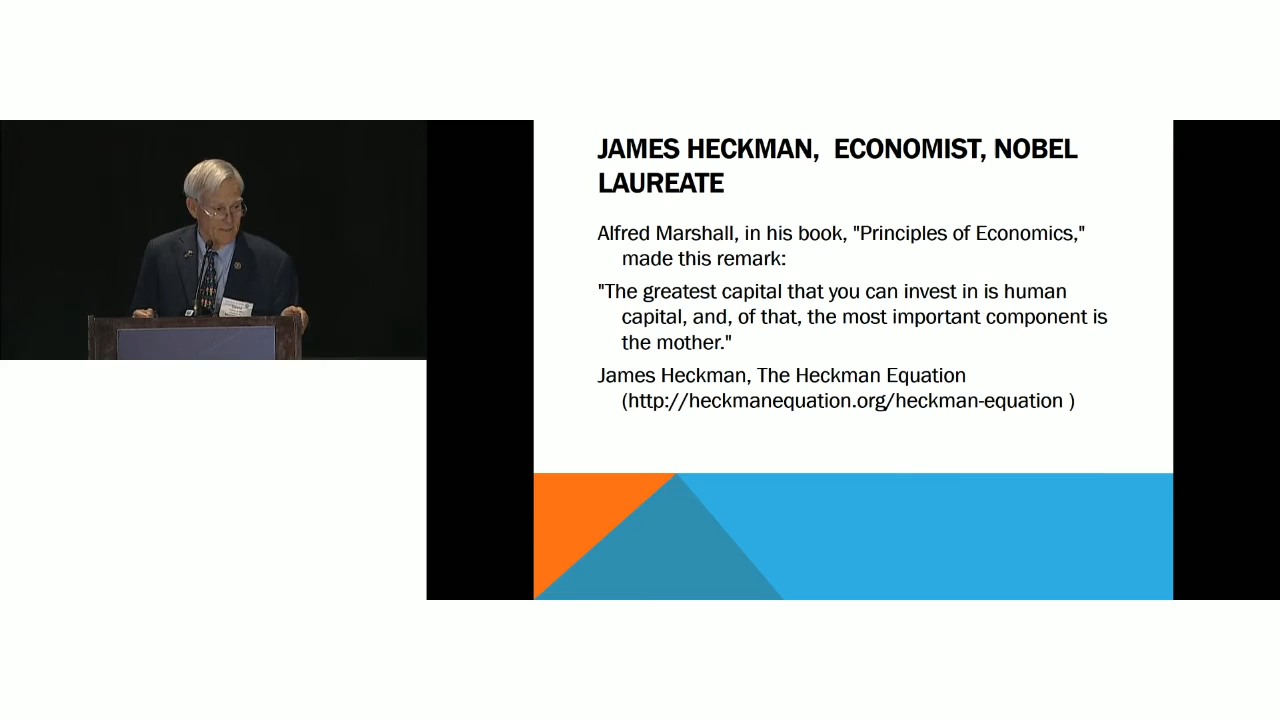 JAMES HECKMAN, ECONOMIST, NOBEL
LAUREATE
Alfred Marshall, in his book, "Principles of Economics,"
made this remark:
"The greatest capital that you can invest in is human
capital, and, of that, the most important component is
the mother."
James Heckman, The Heckman Equation
(http://heckmanequation.org/heckman-equation )